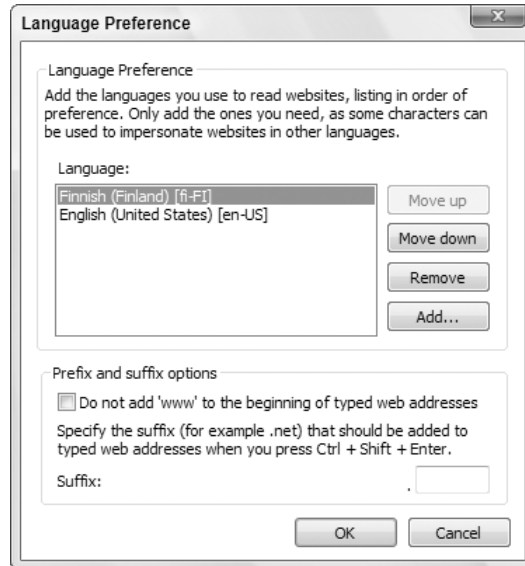 Language Preference
Language Preference
Add the languages you use to read websites, listing in order of
preference. Only add the ones you need, as some characters can
be used to impersonate websites in other languages.
Language:
Finnish (Finland) [fi-FI]
English (United States) [en-US]
Move up
Move down
Remove
Add...
Prefix and suffix options
Do not add 'www' to the beginning of typed web addresses
Specify the suffix (for example .net) that should be added to
typed web addresses when you press Ctrl + Shift + Enter.
Suffix: .
OK
Cancel